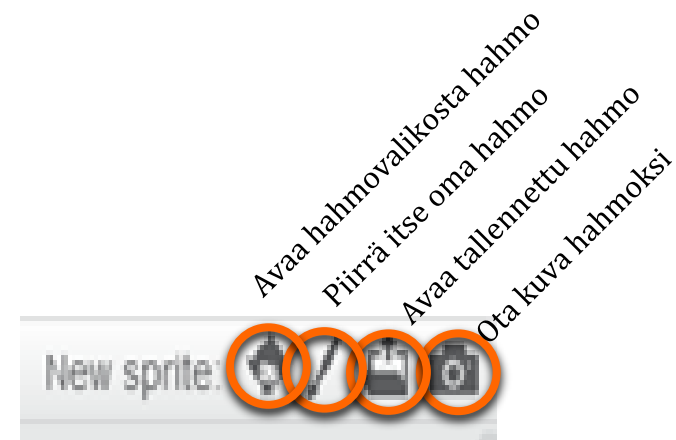 Avaa hahmovalikosta hahmo
Piirrä itse oma hahmo
Avaa tallennettu hahmo
Ota kuva hahmoksi
New sprite: